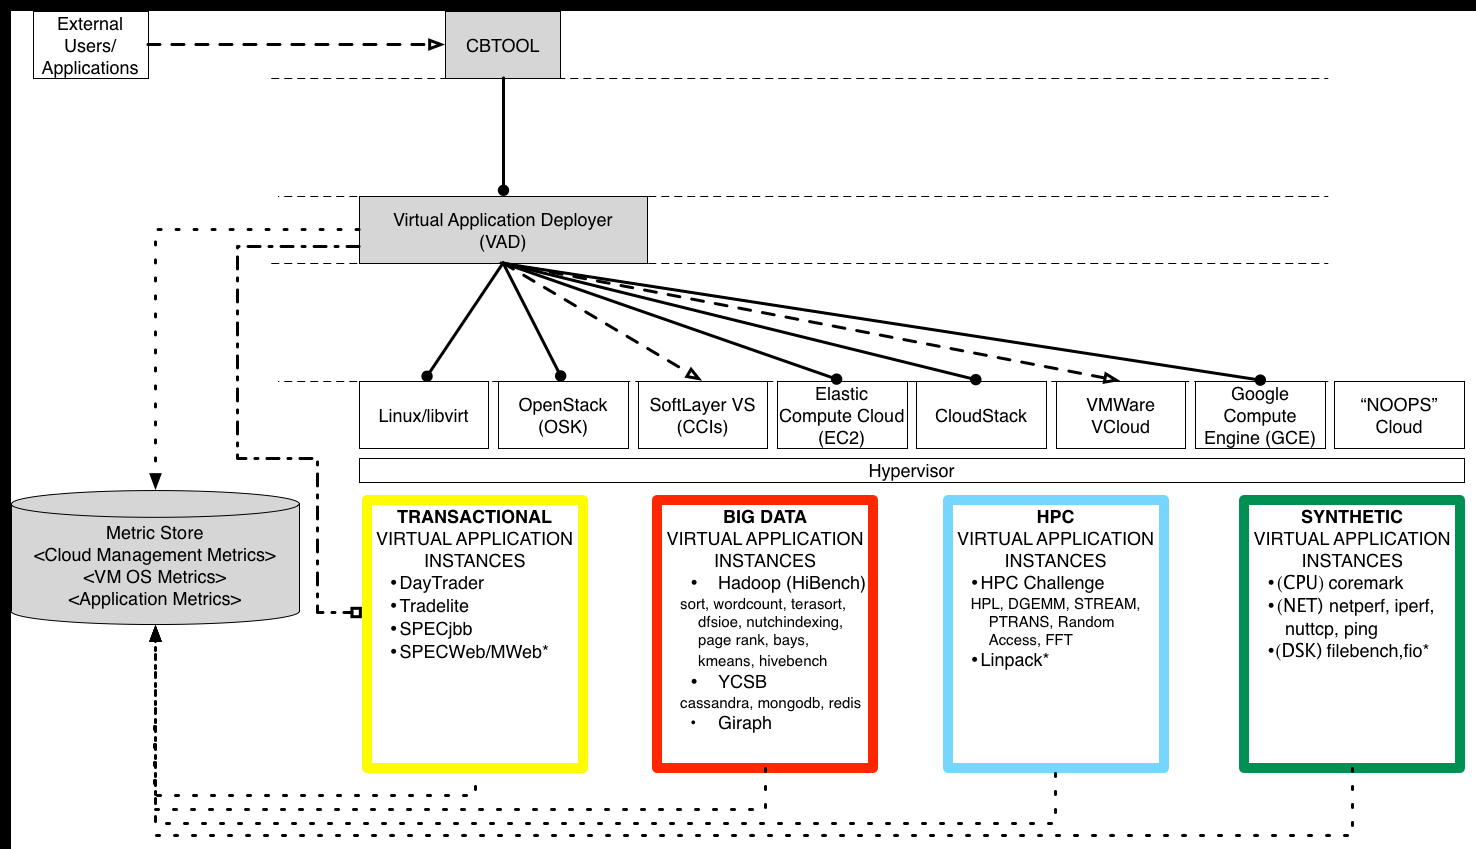 External
Users/
Applications
CBTOOL
Virtual Application Deployer
(VAD)
Linux/libvirt
OpenStack
(OSK)
SoftLayer VS
(CCIs)
Elastic
Compute Cloud
(EC2)
CloudStack
VMWare
VCloud
Google
Compute
Engine (GCE)
“NOOPS”
Cloud
Hypervisor
Metric Store
<Cloud Management Metrics>
<VM OS Metrics>
<Application Metrics>
TRANSACTIONAL
VIRTUAL APPLICATION
INSTANCES
•DayTrader
•Tradelite
•SPECjbb
•SPECWeb/MWeb*
BIG DATA
VIRTUAL APPLICATION
INSTANCES
• Hadoop (HiBench)
sort, wordcount, terasort,
dfsioe, nutchindexing,
page rank, bays,
kmeans, hivebench
• YCSB
cassandra, mongodb, redis
• Giraph
HPC
VIRTUAL APPLICATION
INSTANCES
•HPC Challenge
HPL, DGEMM, STREAM,
PTRANS, Random
Access, FFT
•Linpack*
SYNTHETIC
VIRTUAL APPLICATION
INSTANCES
•(CPU) coremark
•(NET) netperf, iperf,
nuttcp, ping
•(DSK) filebench,fio*